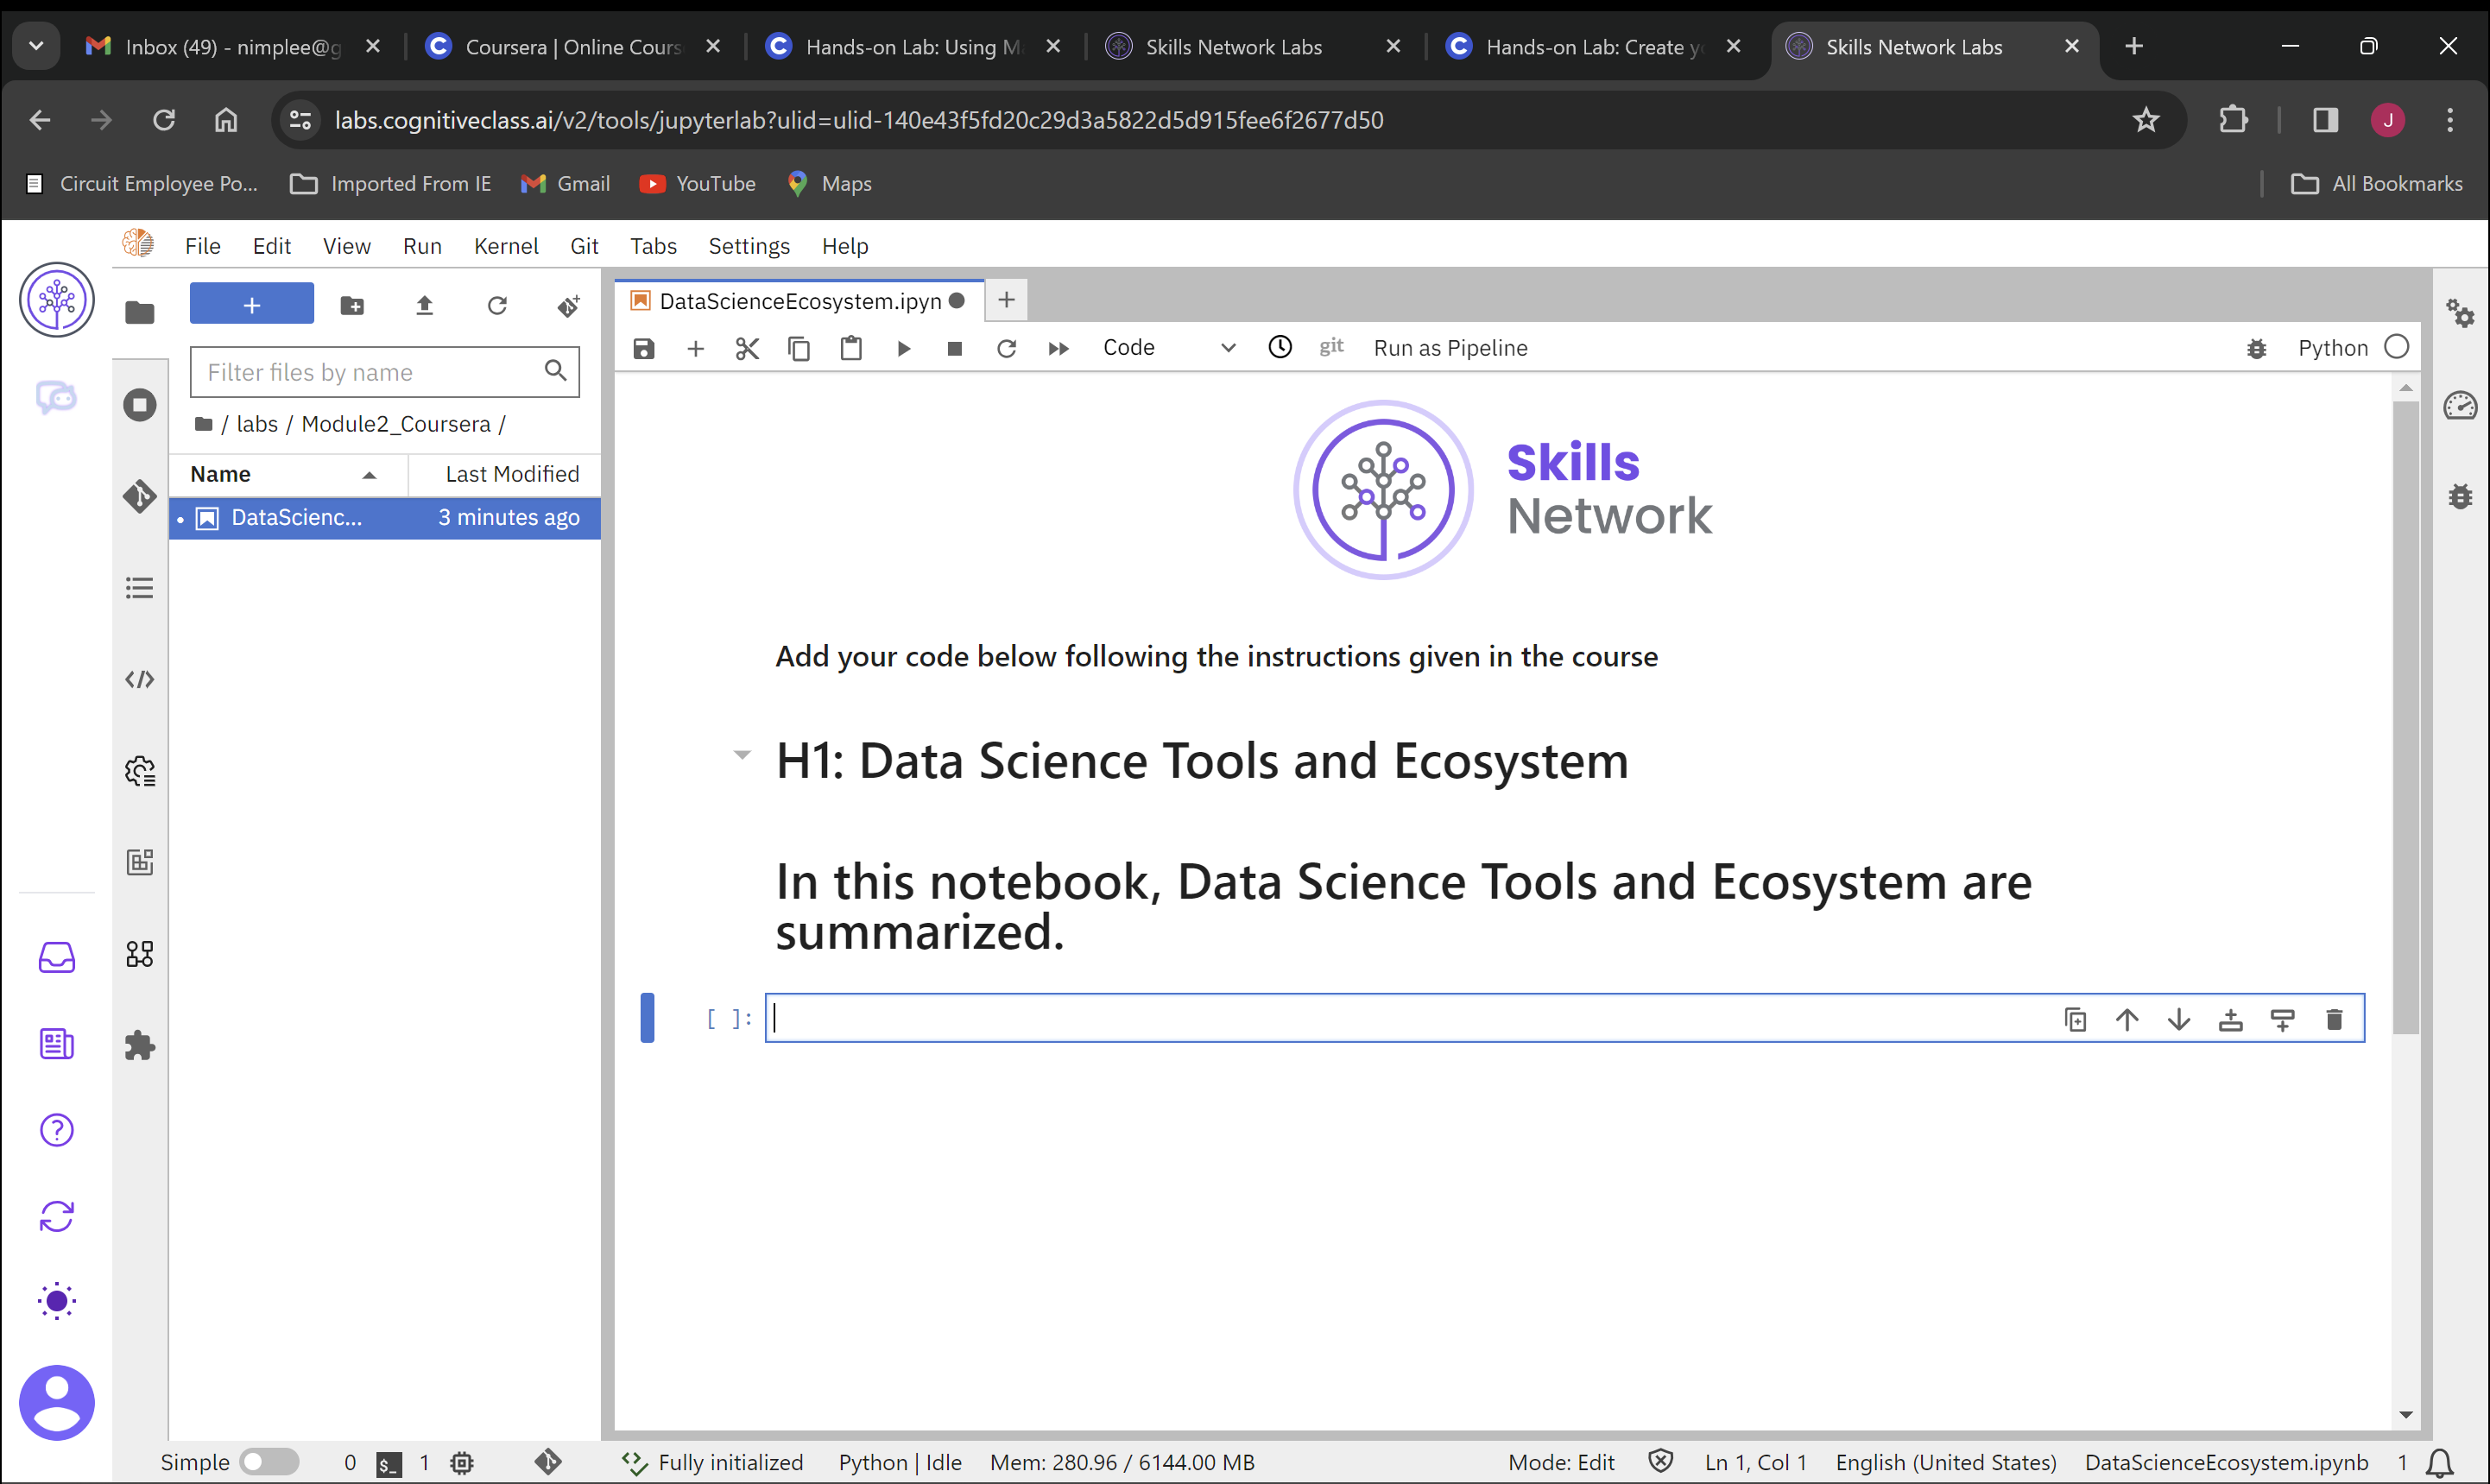 Inbox (49) - nimplee@g
Coursera | Online Cours
Hands-on Lab: Using M
Skills Network Labs
Hands-on Lab: Create y
Skills Network Labs
labs.cognitiveclass.ai/v2/tools/jupyterlab?ulid=ulid-140e43f5fd20c29d3a5822d5d915fee6f2677d50
J
Circuit Employee Po...
Imported From IE
Gmail
YouTube
Maps
All Bookmarks
File Edit View Run Kernel Git Tabs Settings Help
DataScienceEcosystem.ipyn
Code
git
Run as Pipeline
Python
Filter files by name
/ labs / Module2_Coursera /
Name
Last Modified
DataScienc...
3 minutes ago
Skills
Network
Add your code below following the instructions given in the course
H1: Data Science Tools and Ecosystem
In this notebook, Data Science Tools and Ecosystem are
summarized.
[ ]:
Simple
0
$_
1
Fully initialized
Python | Idle
Mem: 280.96 / 6144.00 MB
Mode: Edit
Ln 1, Col 1
English (United States)
DataScienceEcosystem.ipynb
1